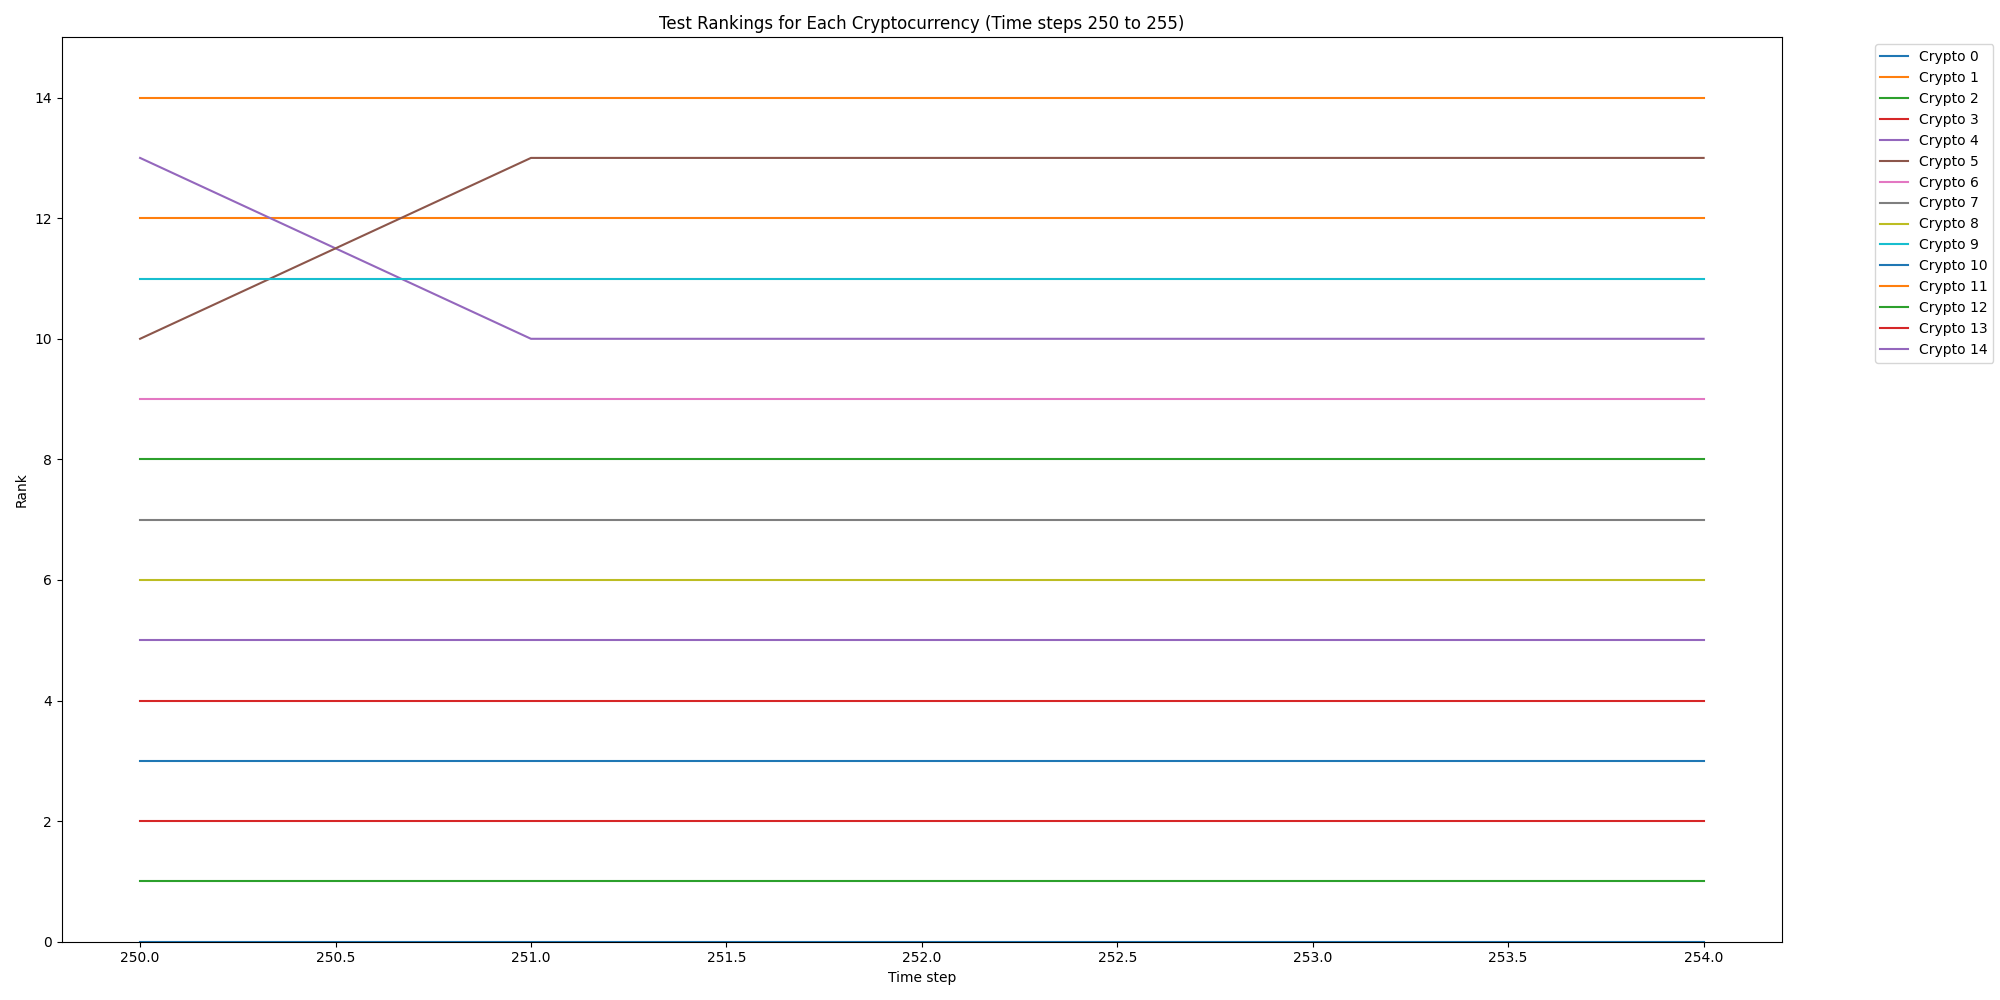 Test Rankings for Each Cryptocurrency (Time steps 250 to 255)
14
12
10
8
6
4
2
0
Rank
250.0 250.5 251.0 251.5 252.0 252.5 253.0 253.5 254.0
Time step
Crypto 0
Crypto 1
Crypto 2
Crypto 3
Crypto 4
Crypto 5
Crypto 6
Crypto 7
Crypto 8
Crypto 9
Crypto 10
Crypto 11
Crypto 12
Crypto 13
Crypto 14